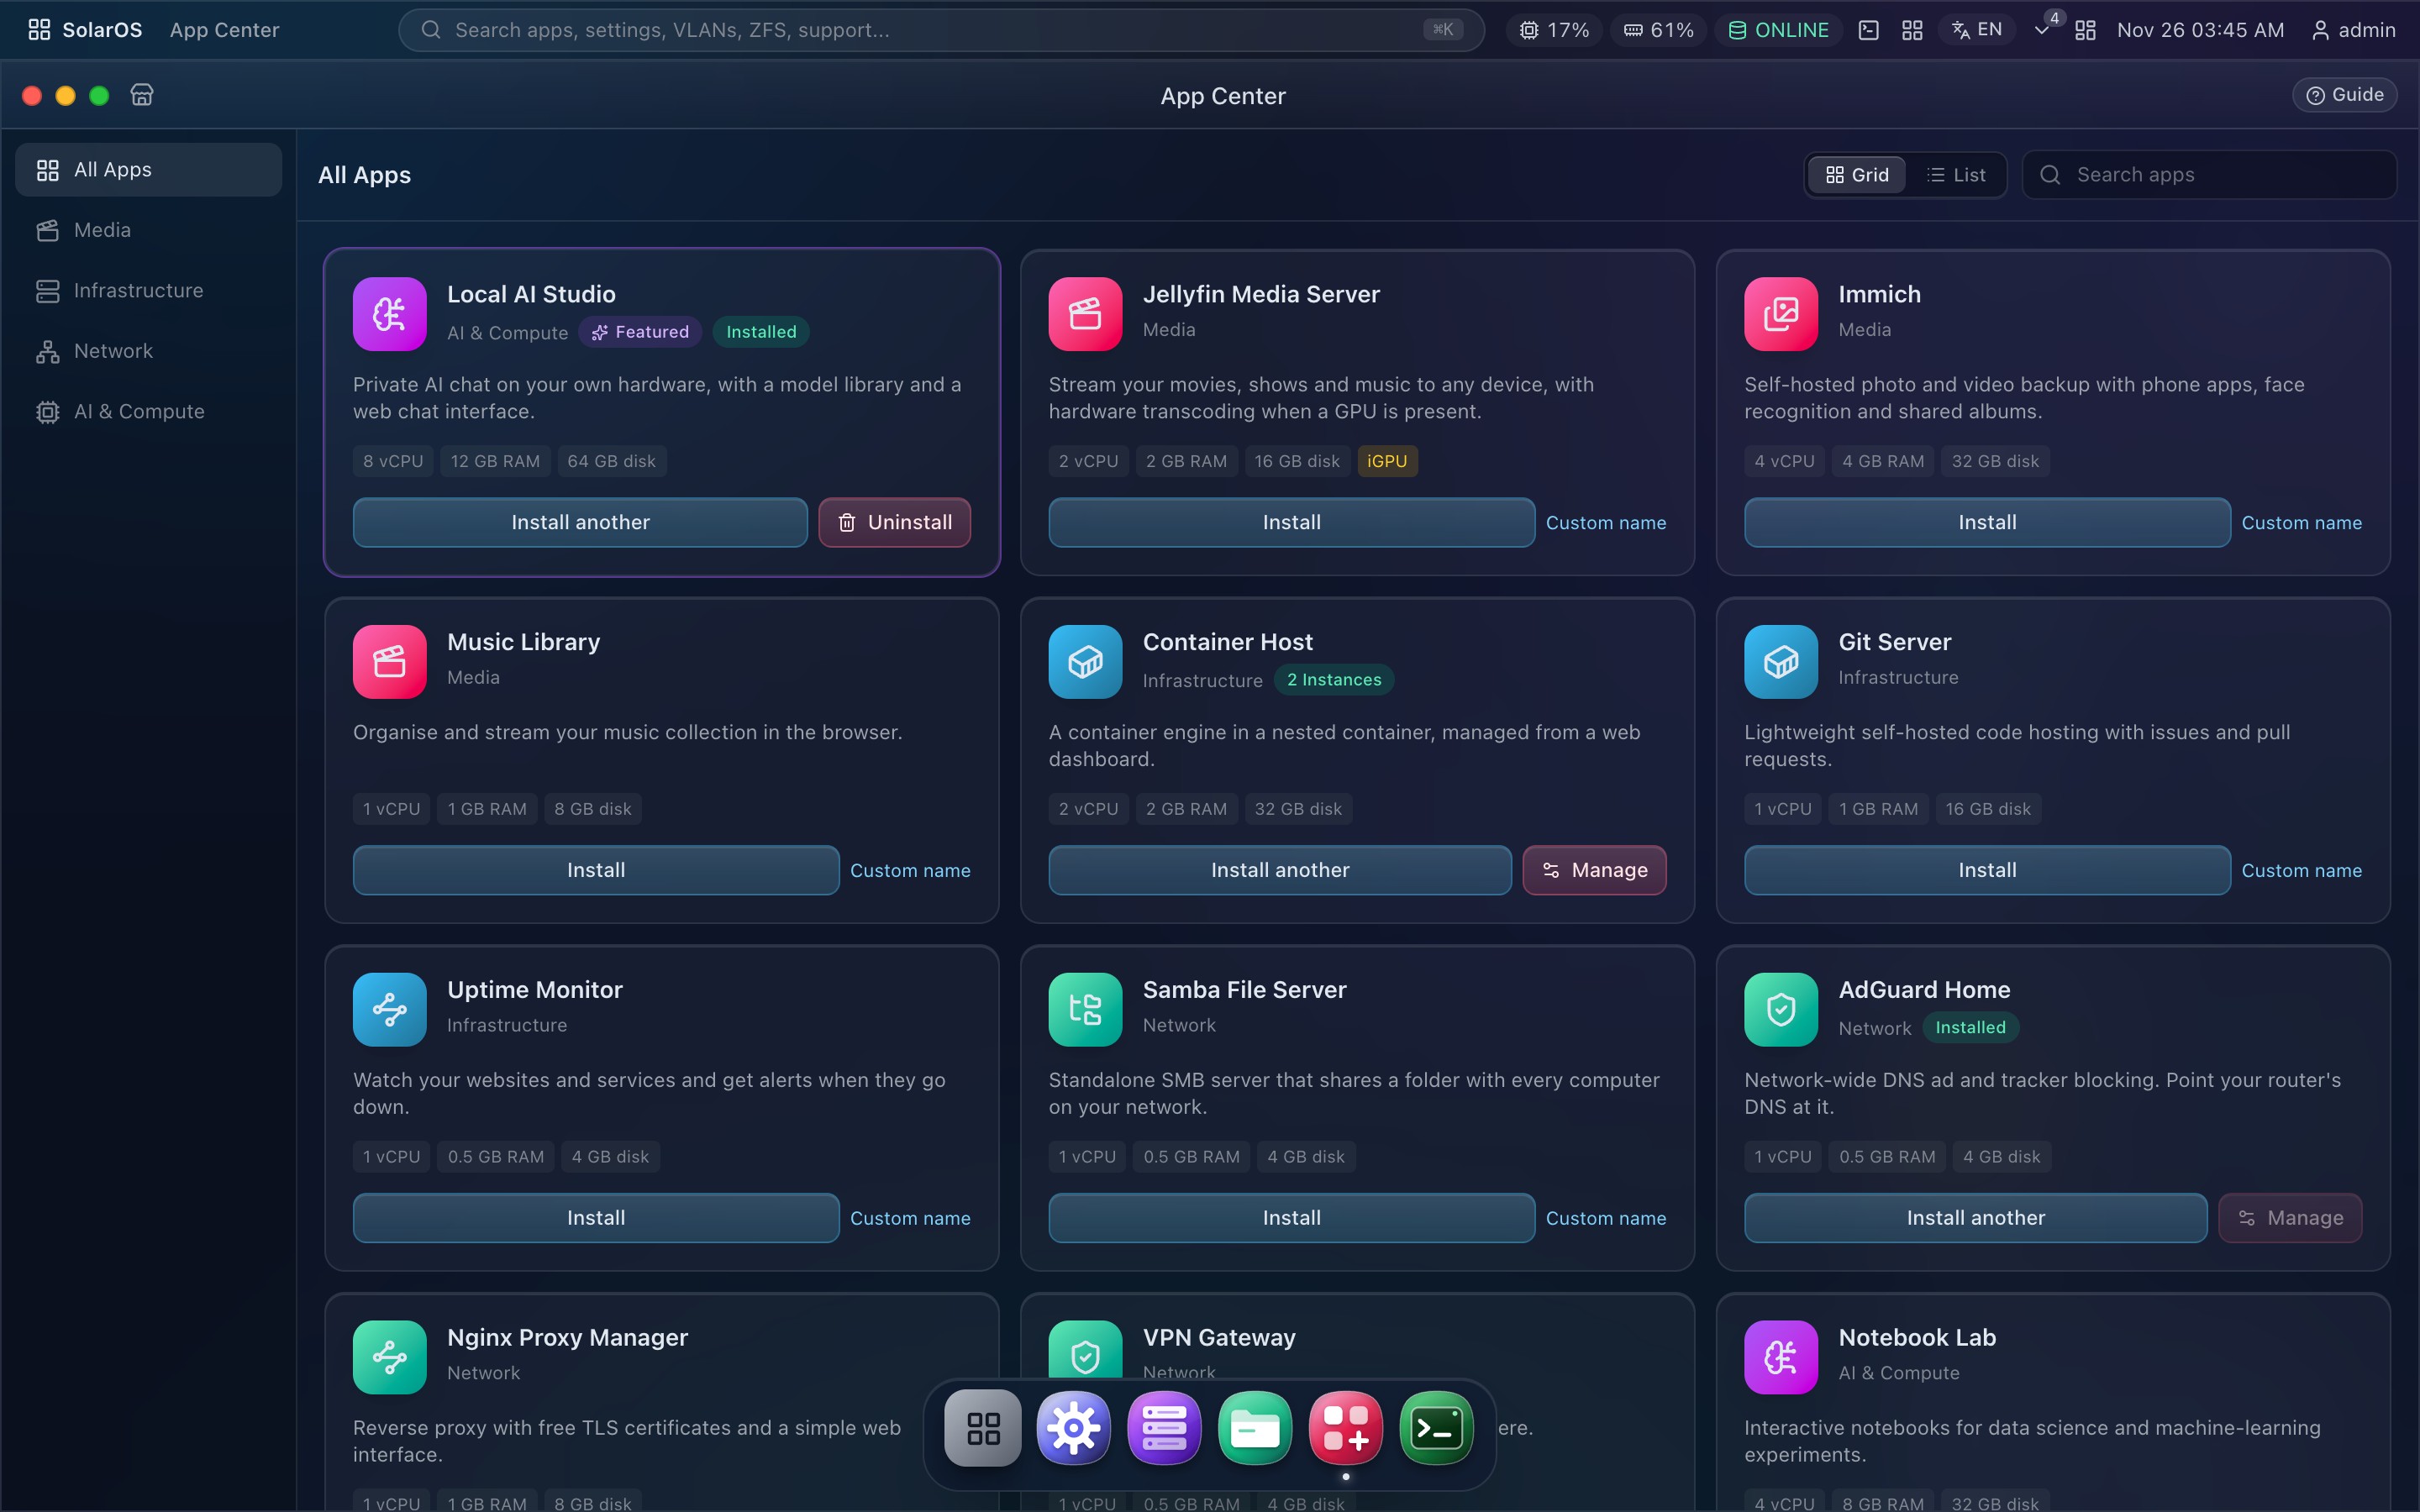 SolarOS App Center Search apps, settings, VLANs, ZFS, support... ⌘K 17% 61% ONLINE EN 4 Nov 26 03:45 AM admin
App Center Guide
All Apps
Media
Infrastructure
Network
AI & Compute
All Apps Grid List Search apps
Local AI Studio
AI & Compute Featured Installed
Private AI chat on your own hardware, with a model library and a
web chat interface.
8 vCPU 12 GB RAM 64 GB disk
Install another Uninstall
Jellyfin Media Server
Media
Stream your movies, shows and music to any device, with
hardware transcoding when a GPU is present.
2 vCPU 2 GB RAM 16 GB disk iGPU
Install Custom name
Immich
Media
Self-hosted photo and video backup with phone apps, face
recognition and shared albums.
4 vCPU 4 GB RAM 32 GB disk
Install Custom name
Music Library
Media
Organise and stream your music collection in the browser.
1 vCPU 1 GB RAM 8 GB disk
Install Custom name
Container Host
Infrastructure 2 Instances
A container engine in a nested container, managed from a web
dashboard.
2 vCPU 2 GB RAM 32 GB disk
Install another Manage
Git Server
Infrastructure
Lightweight self-hosted code hosting with issues and pull
requests.
1 vCPU 1 GB RAM 16 GB disk
Install Custom name
Uptime Monitor
Infrastructure
Watch your websites and services and get alerts when they go
down.
1 vCPU 0.5 GB RAM 4 GB disk
Install Custom name
Samba File Server
Network
Standalone SMB server that shares a folder with every computer
on your network.
1 vCPU 0.5 GB RAM 4 GB disk
Install Custom name
AdGuard Home
Network Installed
Network-wide DNS ad and tracker blocking. Point your router's
DNS at it.
1 vCPU 0.5 GB RAM 4 GB disk
Install another Manage
Nginx Proxy Manager
Network
Reverse proxy with free TLS certificates and a simple web
interface.
1 vCPU 1 GB RAM 8 GB disk
VPN Gateway
Network
ere.
1 vCPU 0.5 GB RAM 4 GB disk
Notebook Lab
AI & Compute
Interactive notebooks for data science and machine-learning
experiments.
4 vCPU 8 GB RAM 32 GB disk